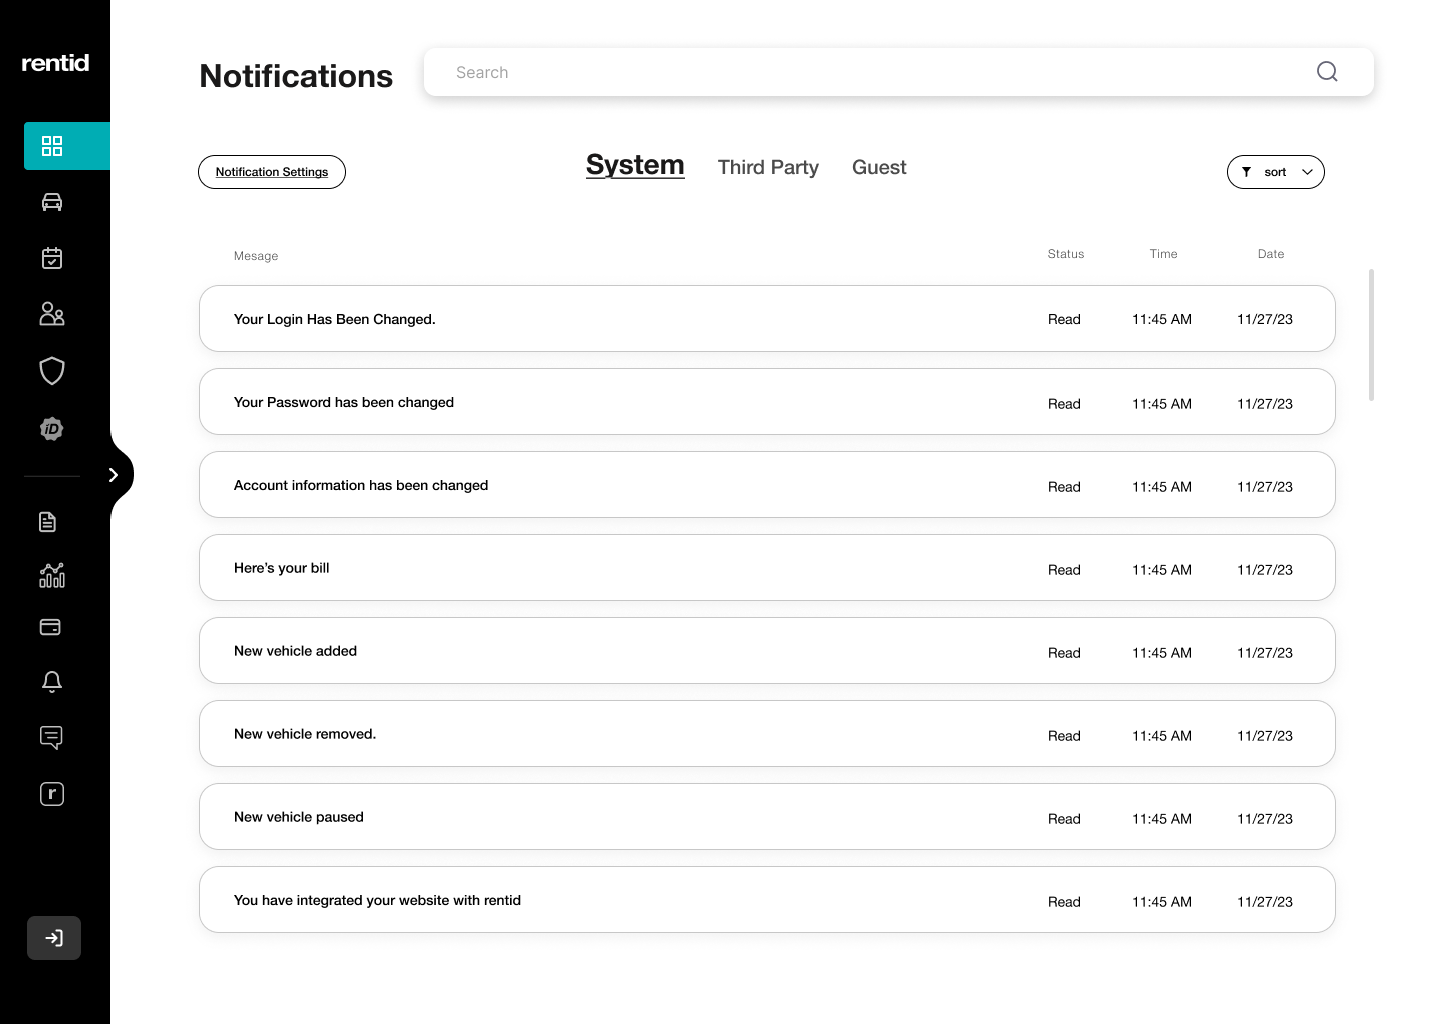 rentid
Notifications
Search
Notification Settings
System Third Party Guest
sort
Mesage Status Time Date
Your Login Has Been Changed. Read 11:45 AM 11/27/23
Your Password has been changed Read 11:45 AM 11/27/23
Account information has been changed Read 11:45 AM 11/27/23
Here’s your bill Read 11:45 AM 11/27/23
New vehicle added Read 11:45 AM 11/27/23
New vehicle removed. Read 11:45 AM 11/27/23
New vehicle paused Read 11:45 AM 11/27/23
You have integrated your website with rentid Read 11:45 AM 11/27/23
iD
r